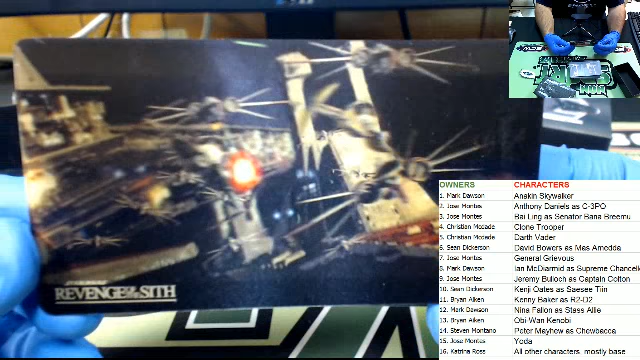 REVENGE OF THE SITH
OWNERS CHARACTERS
1. Mark Dawson Anakin Skywalker
2. Jose Montes Anthony Daniels as C-3PO
3. Jose Montes Bai Ling as Senator Bana Breemu
4. Christian Mcdade Clone Trooper
5. Christian Mcdade Darth Vader
6. Sean Dickerson David Bowers as Mas Amedda
7. Jose Montes General Grievous
8. Mark Dawson Ian McDiarmid as Supreme Chancell
9. Jose Montes Jeremy Bulloch as Captain Colton
10. Sean Dickerson Kenji Oates as Saesee Tiin
11. Bryan Aiken Kenny Baker as R2-D2
12. Mark Dawson Nina Fallon as Stass Allie
13. Bryan Aiken Obi-Wan Kenobi
14. Steven Montano Peter Mayhew as Chewbacca
15. Jose Montes Yoda
16. Katrina Ross All other characters mostly base